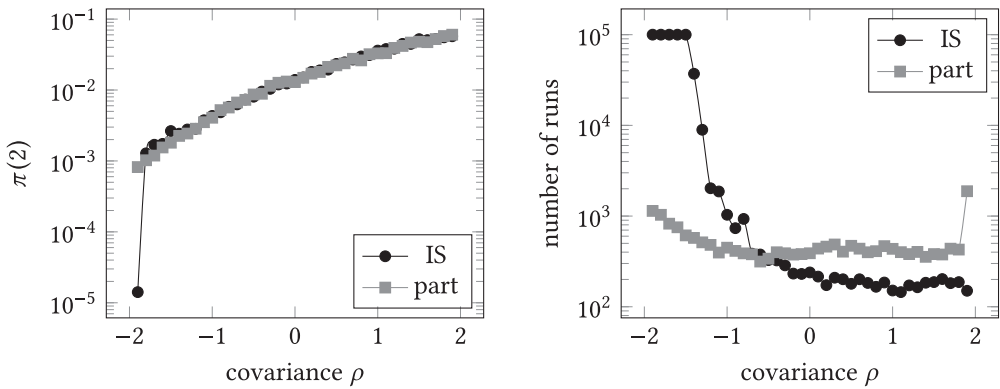 10^−1
10^−2
10^−3
10^−4
10^−5
π(2)
−2 −1 0 1 2
covariance ρ
IS
part
10^5
10^4
10^3
10^2
number of runs
−2 −1 0 1 2
covariance ρ
IS
part